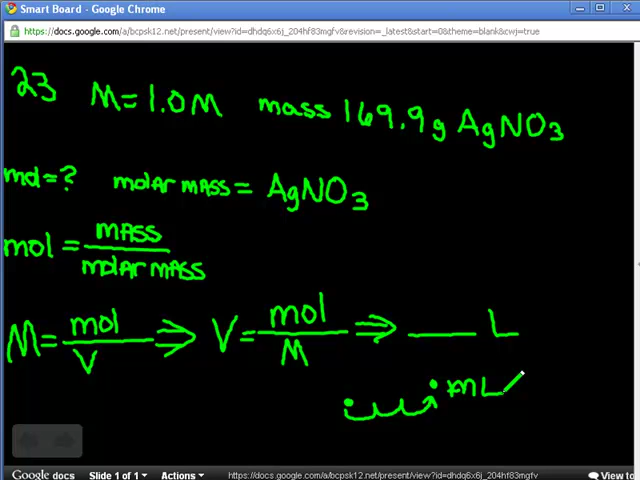 Smart Board - Google Chrome
https://docs.google.com/a/bcpsk12.net/present/view?id=dhdq6x6j_204hf83mgfv&revision=_latest&start=0&theme=blank&cwj=true
23 M = 1.0M mass 169.9g AgNO3
mol = ? molar mass = AgNO3
mol = mass / molar mass
M = mol / V ⇒ V = mol / M ⇒ ____ L
mL
Google docs Slide 1 of 1 Actions https://docs.google.com/a/bcpsk12.net/present/view?id=dhdq6x6j_204hf83mgfv View to